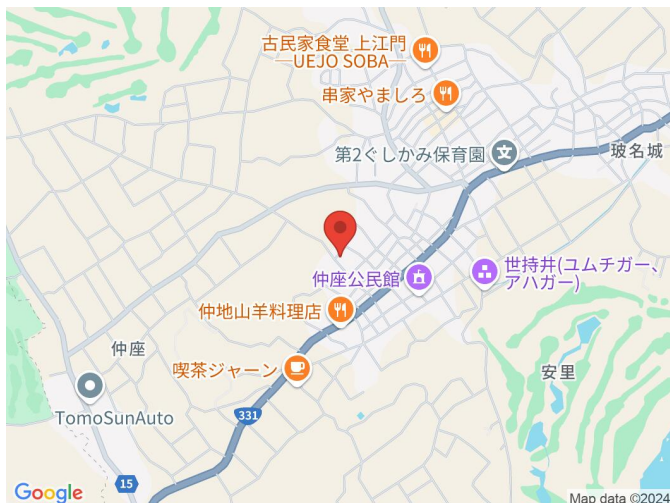 古民家食堂 上江門
—UEJO SOBA—
串家やましろ
第2ぐしかみ保育園
文
玻名城
仲座公民館
世持井(ユムチガー、
アハガー)
仲地山羊料理店
仲座
喫茶ジャーン
安里
TomoSunAuto
331
15
Google
Map data ©2024